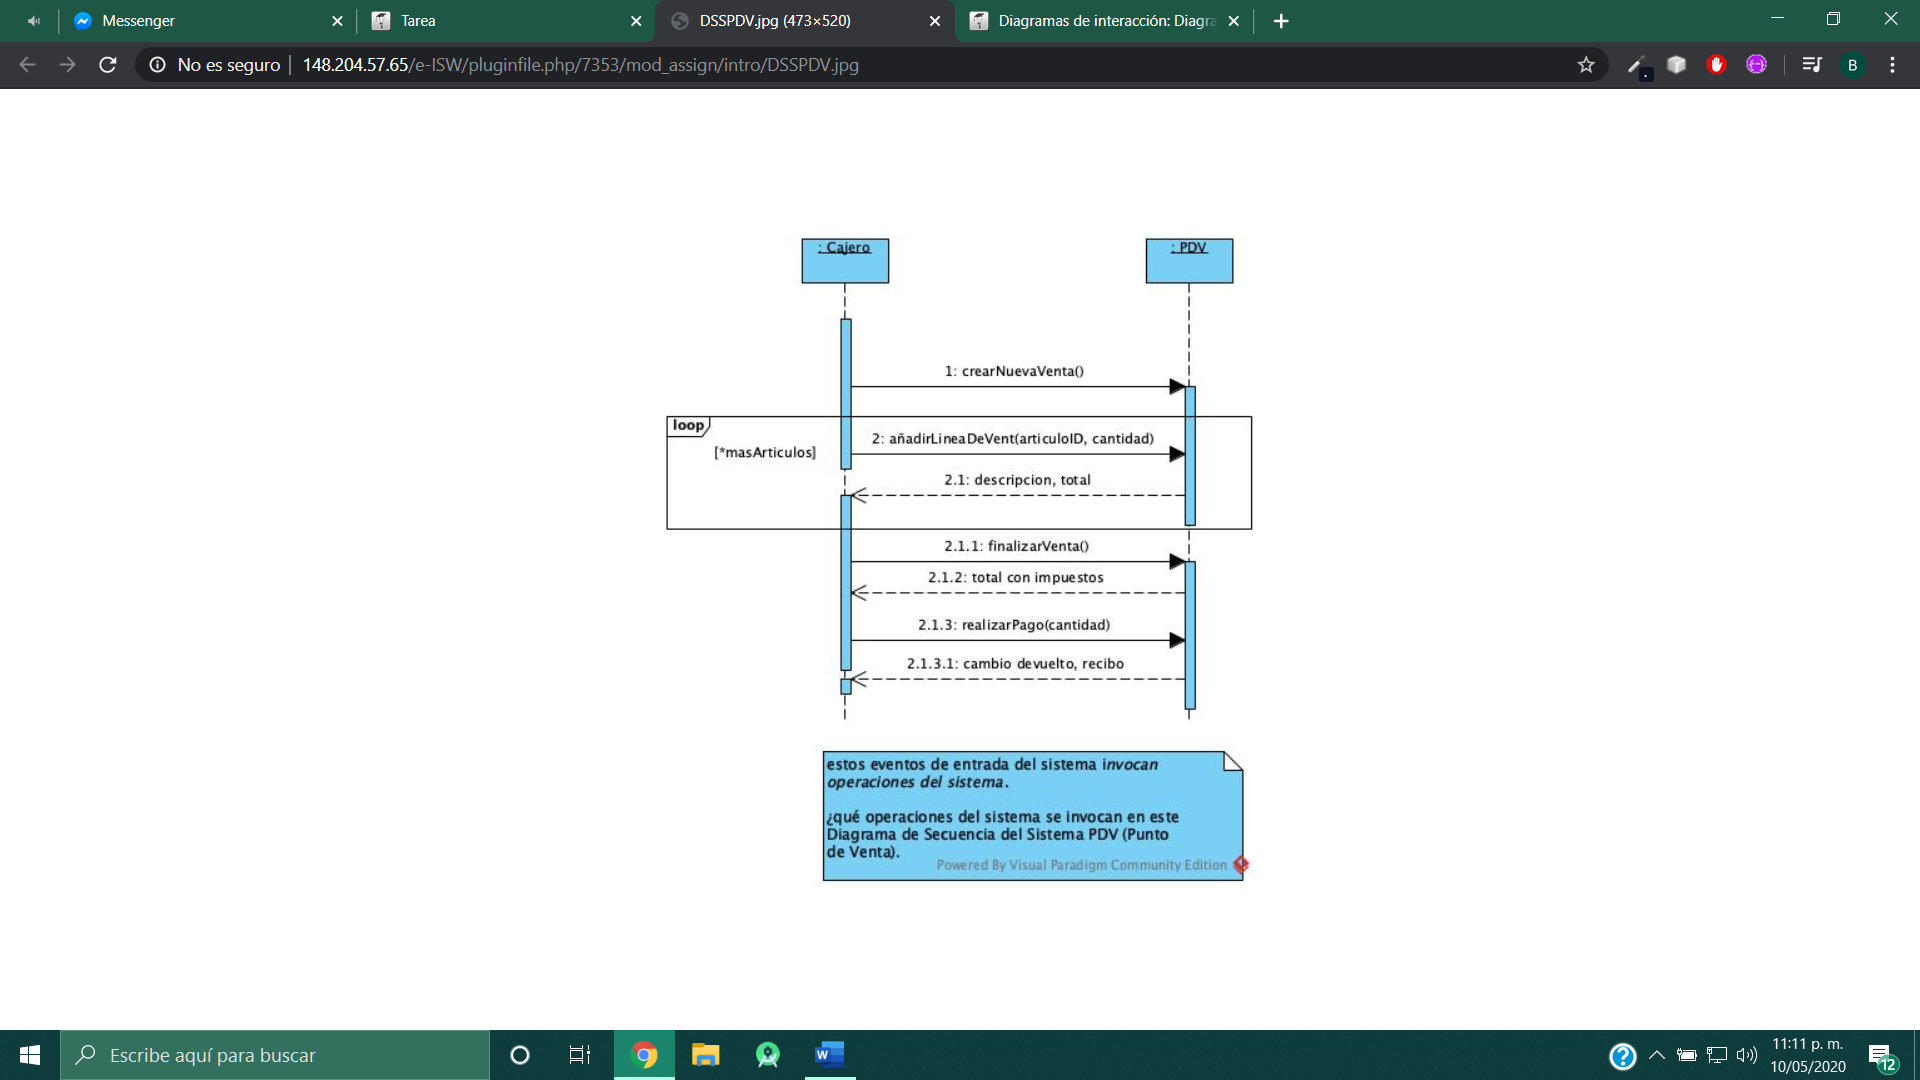 Messenger
Tarea
DSSPDV.jpg (473×520)
Diagramas de interacción: Diagra
No es seguro
148.204.57.65/e-ISW/pluginfile.php/7353/mod_assign/intro/DSSPDV.jpg
B
: Cajero
: PDV
1: crearNuevaVenta()
loop
2: añadirLineaDeVent(articuloID, cantidad)
[*masArticulos]
2.1: descripcion, total
2.1.1: finalizarVenta()
2.1.2: total con impuestos
2.1.3: realizarPago(cantidad)
2.1.3.1: cambio devuelto, recibo
estos eventos de entrada del sistema invocan
operaciones del sistema.
¿qué operaciones del sistema se invocan en este
Diagrama de Secuencia del Sistema PDV (Punto
de Venta).
Powered By Visual Paradigm Community Edition
Escribe aquí para buscar
11:11 p. m.
10/05/2020
12